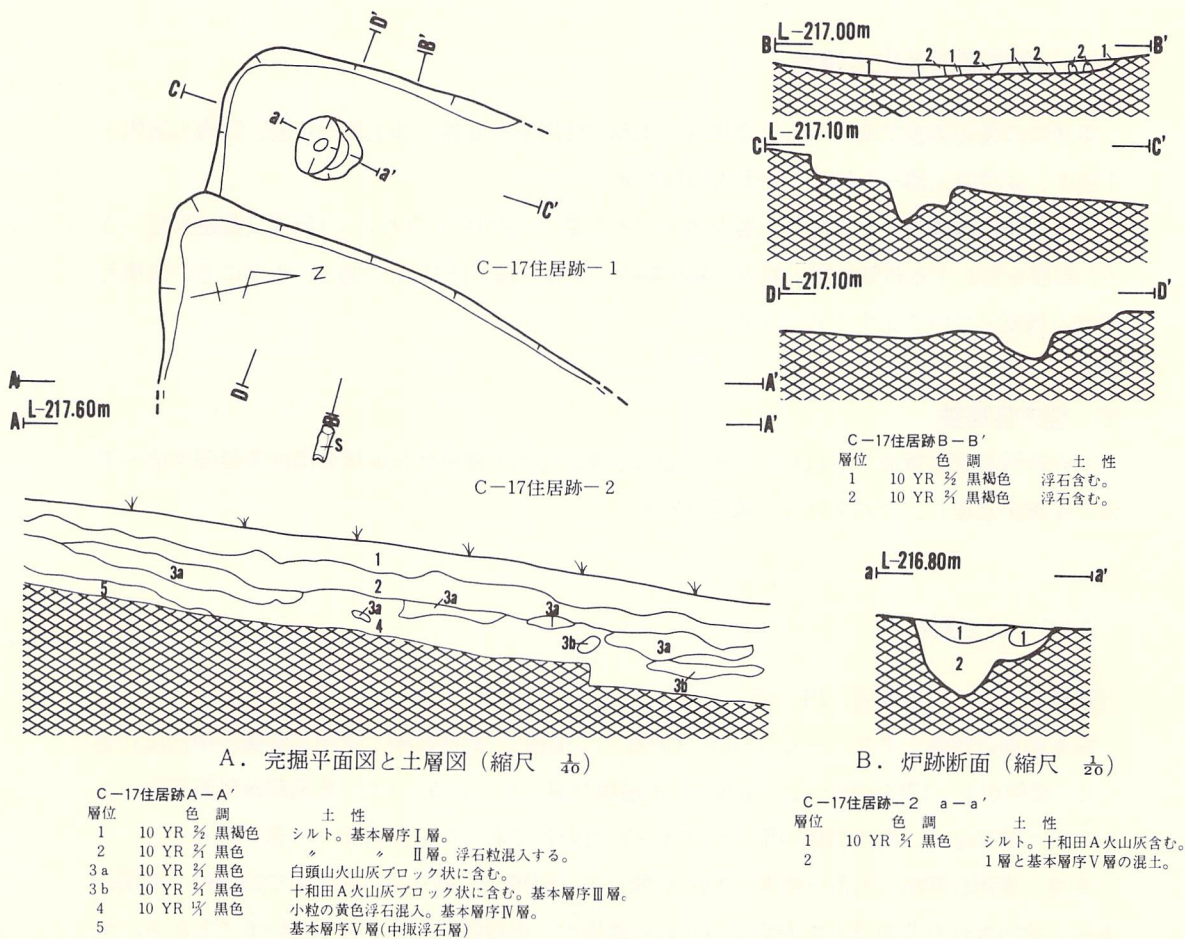 D'
B'
C
a
a'
C'
C-17住居跡-1
Z
D
B
S
A
A'
A L-217.60m
A'
C-17住居跡-2
1
2
3a
3a
3a
3a
3a
3b
3b
4
5
A. 完掘平面図と土層図 (縮尺 1/40)
C-17住居跡A-A'
層位 色調 土性
1 10 YR 2/2 黒褐色 シルト。基本層序Ⅰ層。
2 10 YR 2/1 黒色 〃 〃 Ⅱ層。浮石粒混入する。
3a 10 YR 2/1 黒色 白頭山火山灰ブロック状に含む。
3b 10 YR 2/1 黒色 十和田A火山灰ブロック状に含む。基本層序Ⅲ層。
4 10 YR 黒色 小粒の黄色浮石混入。基本層序Ⅳ層。
5 基本層序Ⅴ層(中掫浮石層)
B L-217.00m B'
1 2 1 2 1 2 2 1
C L-217.10m C'
D L-217.10m D'
C-17住居跡B-B'
層位 色調 土性
1 10 YR 2/2 黒褐色 浮石含む。
2 10 YR 2/1 黒褐色 浮石含む。
a L-216.80m a'
1 1
2
B. 炉跡断面 (縮尺 1/20)
C-17住居跡-2 a-a'
層位 色調 土性
1 10 YR 2/1 黒色 シルト。十和田A火山灰含む。
2 1層と基本層序Ⅴ層の混土。